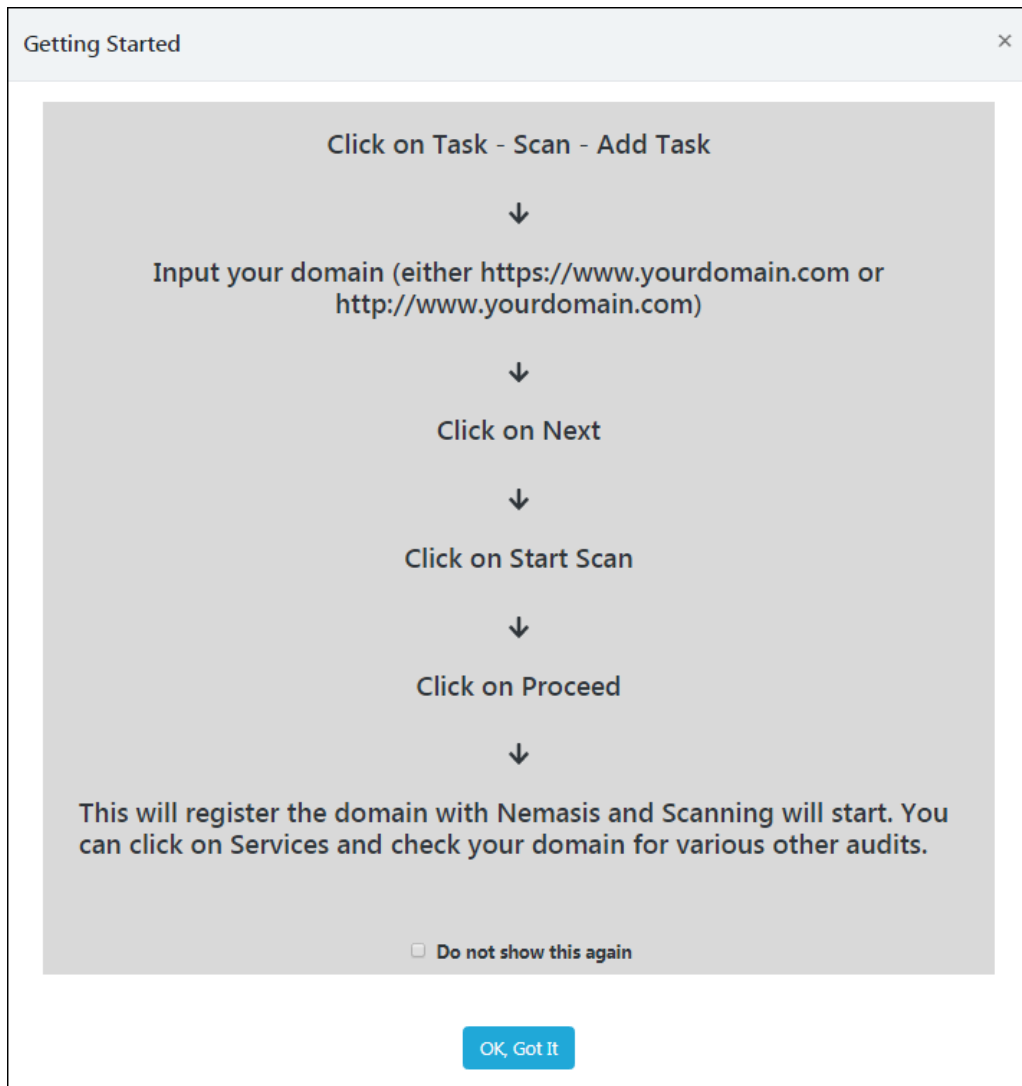 Getting Started
Click on Task - Scan - Add Task
Input your domain (either https://www.yourdomain.com or
http://www.yourdomain.com)
Click on Next
Click on Start Scan
Click on Proceed
This will register the domain with Nemasis and Scanning will start. You
can click on Services and check your domain for various other audits.
Do not show this again
OK, Got It